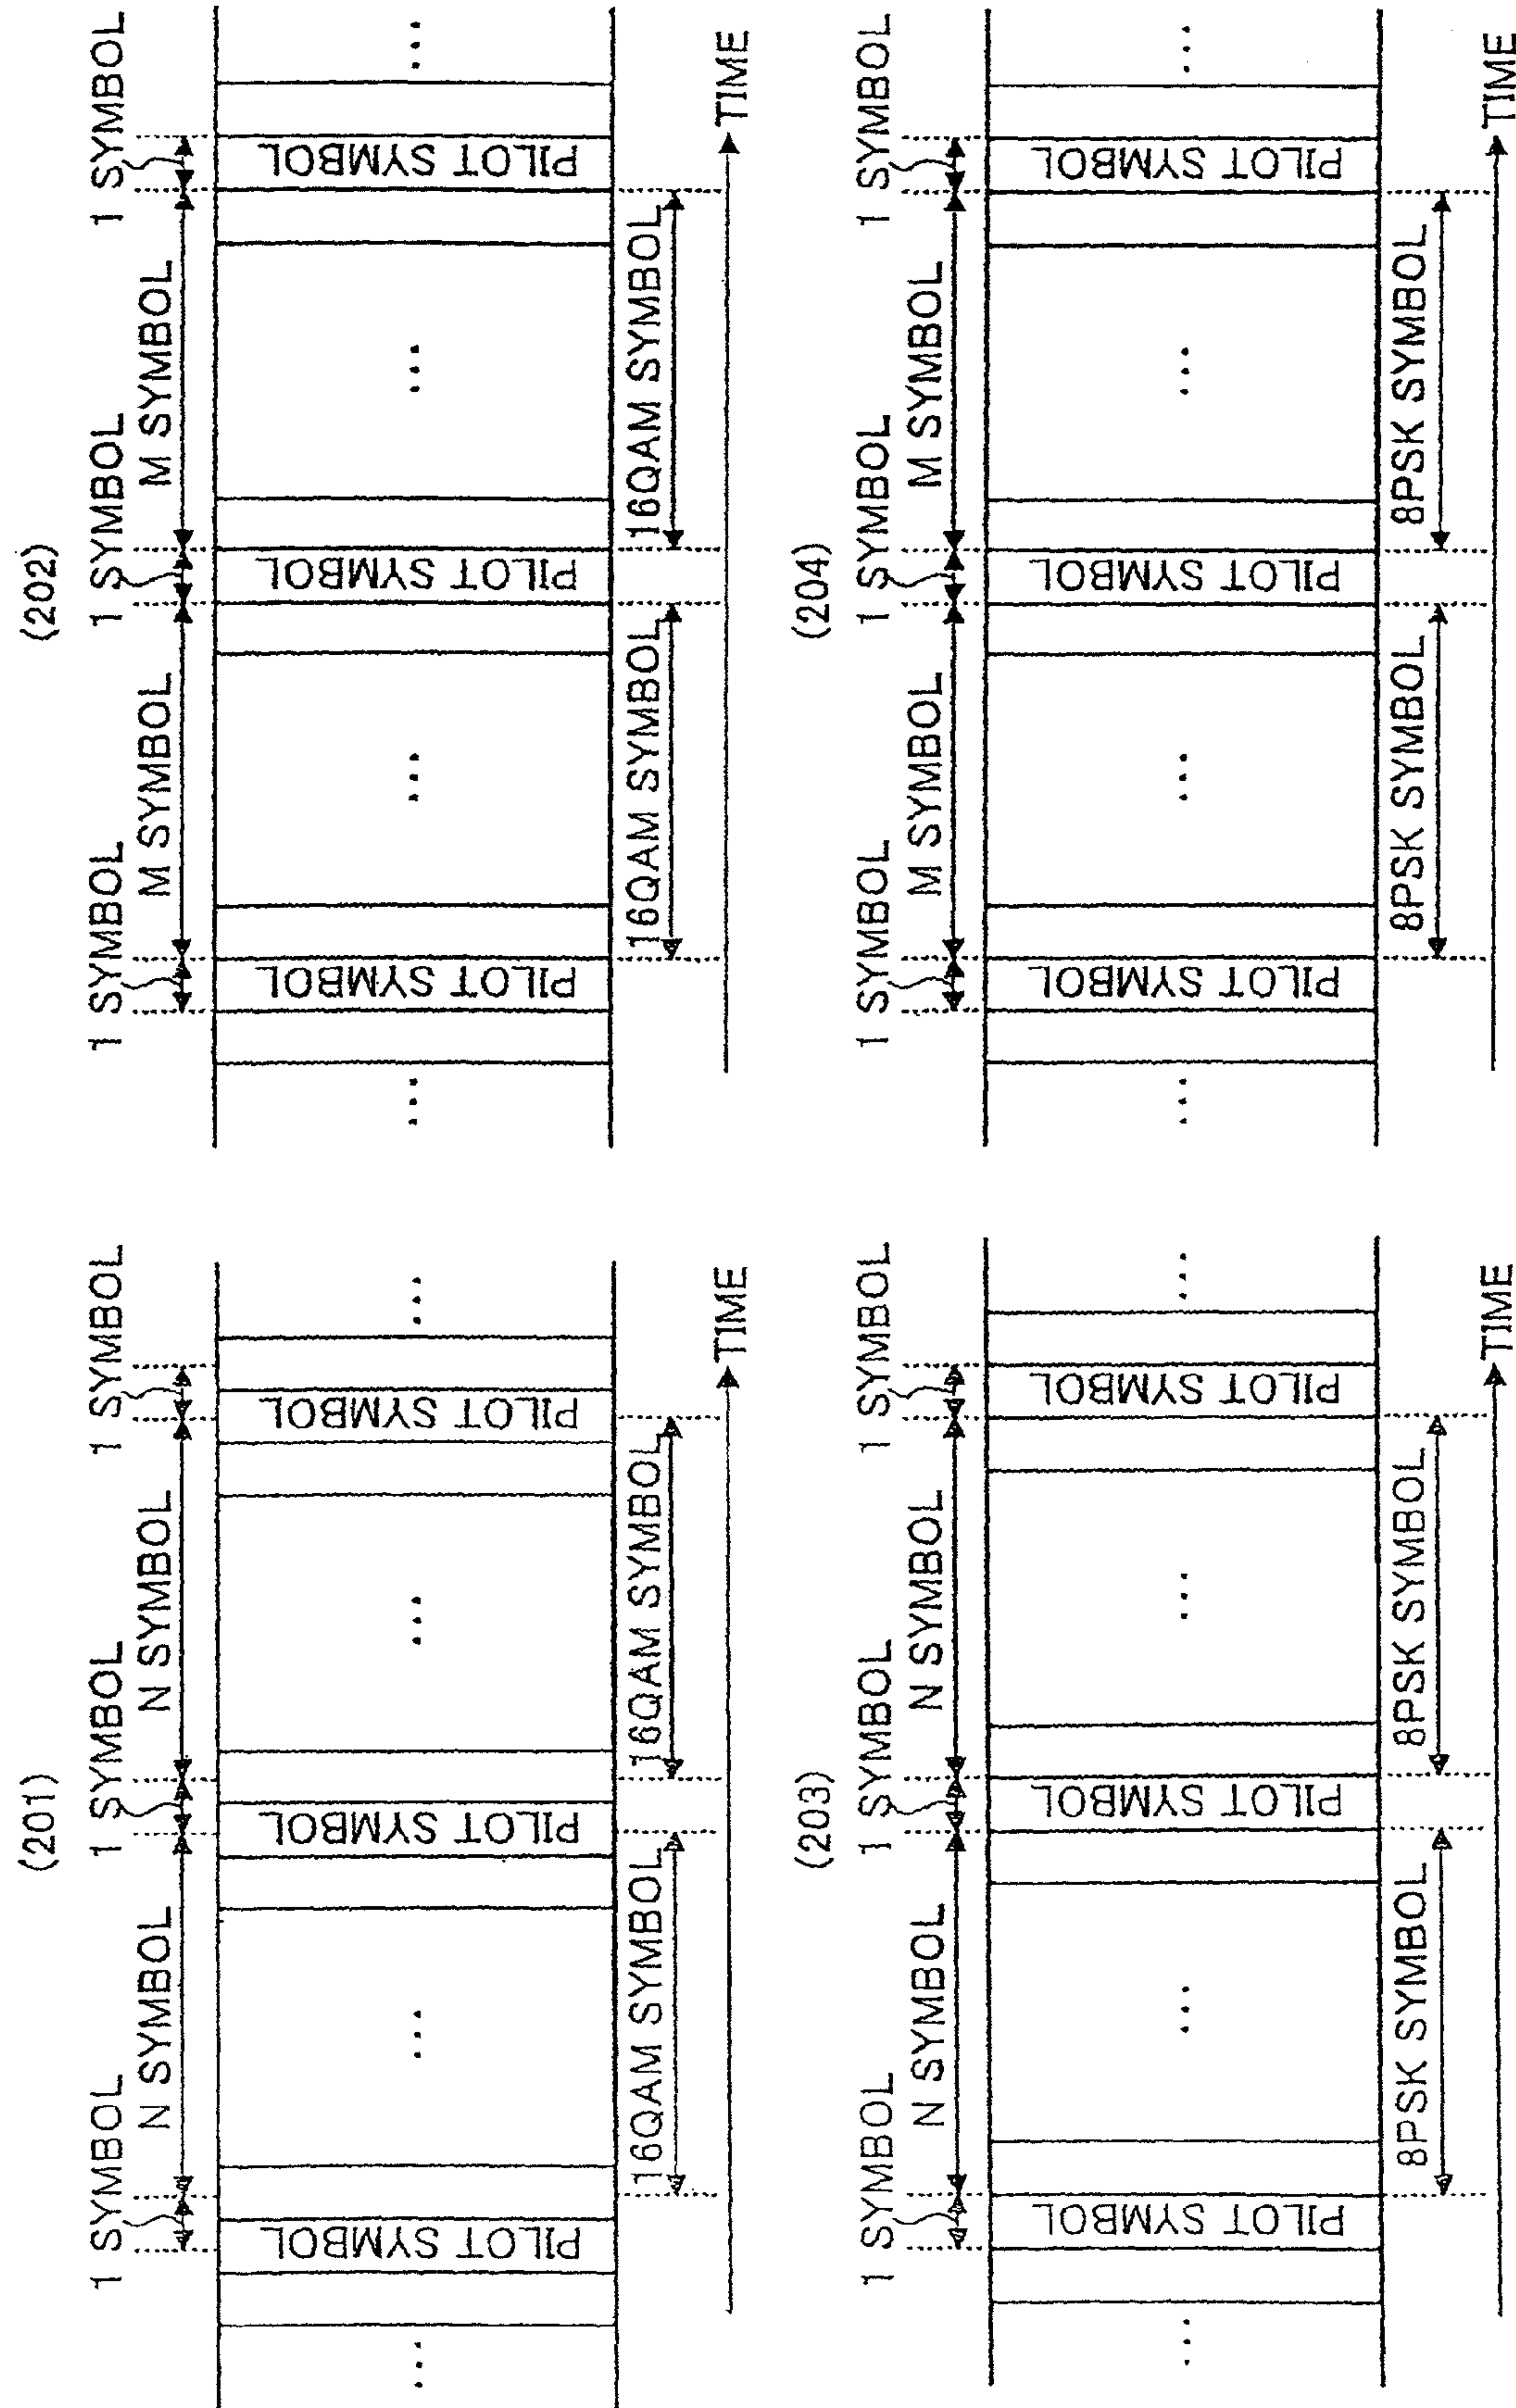 (201)
1 SYMBOL 1 SYMBOL 1 SYMBOL
N SYMBOL N SYMBOL
... PILOT SYMBOL ... PILOT SYMBOL ... PILOT SYMBOL ...
16QAM SYMBOL 16QAM SYMBOL
TIME
(202)
1 SYMBOL 1 SYMBOL 1 SYMBOL
M SYMBOL M SYMBOL
... PILOT SYMBOL ... PILOT SYMBOL ... PILOT SYMBOL ...
16QAM SYMBOL 16QAM SYMBOL
TIME
(203)
1 SYMBOL 1 SYMBOL 1 SYMBOL
N SYMBOL N SYMBOL
... PILOT SYMBOL ... PILOT SYMBOL ... PILOT SYMBOL ...
8PSK SYMBOL 8PSK SYMBOL
TIME
(204)
1 SYMBOL 1 SYMBOL 1 SYMBOL
M SYMBOL M SYMBOL
... PILOT SYMBOL ... PILOT SYMBOL ... PILOT SYMBOL ...
8PSK SYMBOL 8PSK SYMBOL
TIME